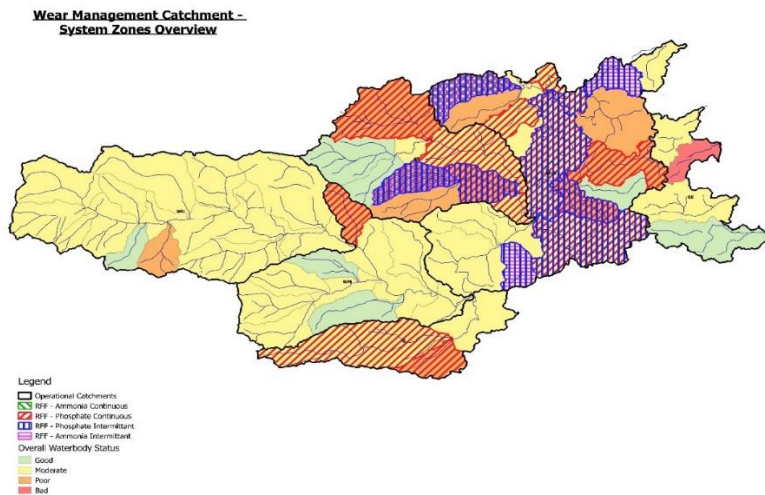 Wear Management Catchment -
System Zones Overview
Legend
Operational Catchments
RFF - Ammonia Continuous
RFF - Phosphate Continuous
RFF - Phosphate Intermittant
RFF - Ammonia Intermittant
Overall Waterbody Status
Good
Moderate
Poor
Bad